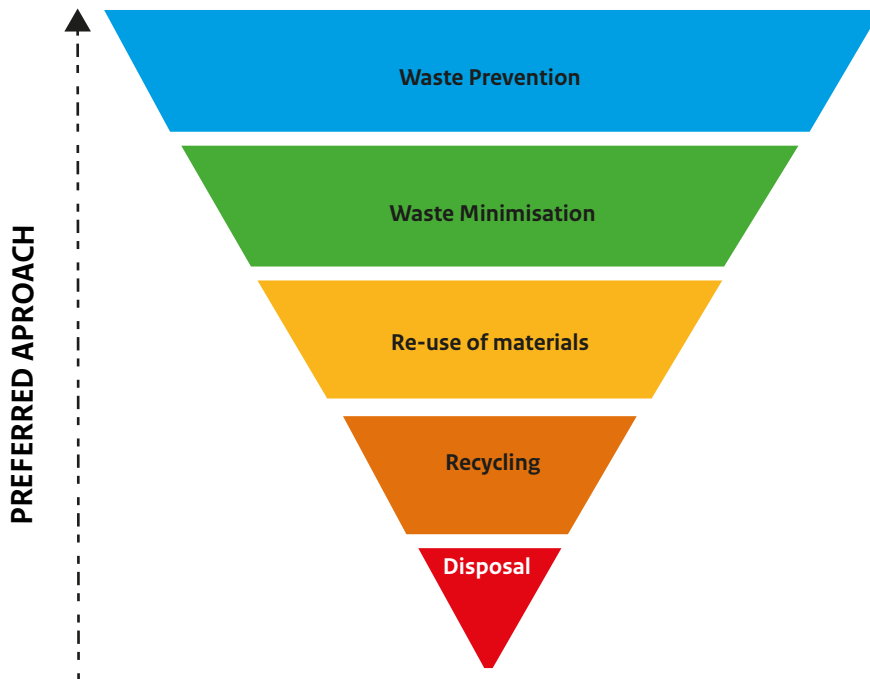 PREFERRED APROACH
Waste Prevention
Waste Minimisation
Re-use of materials
Recycling
Disposal